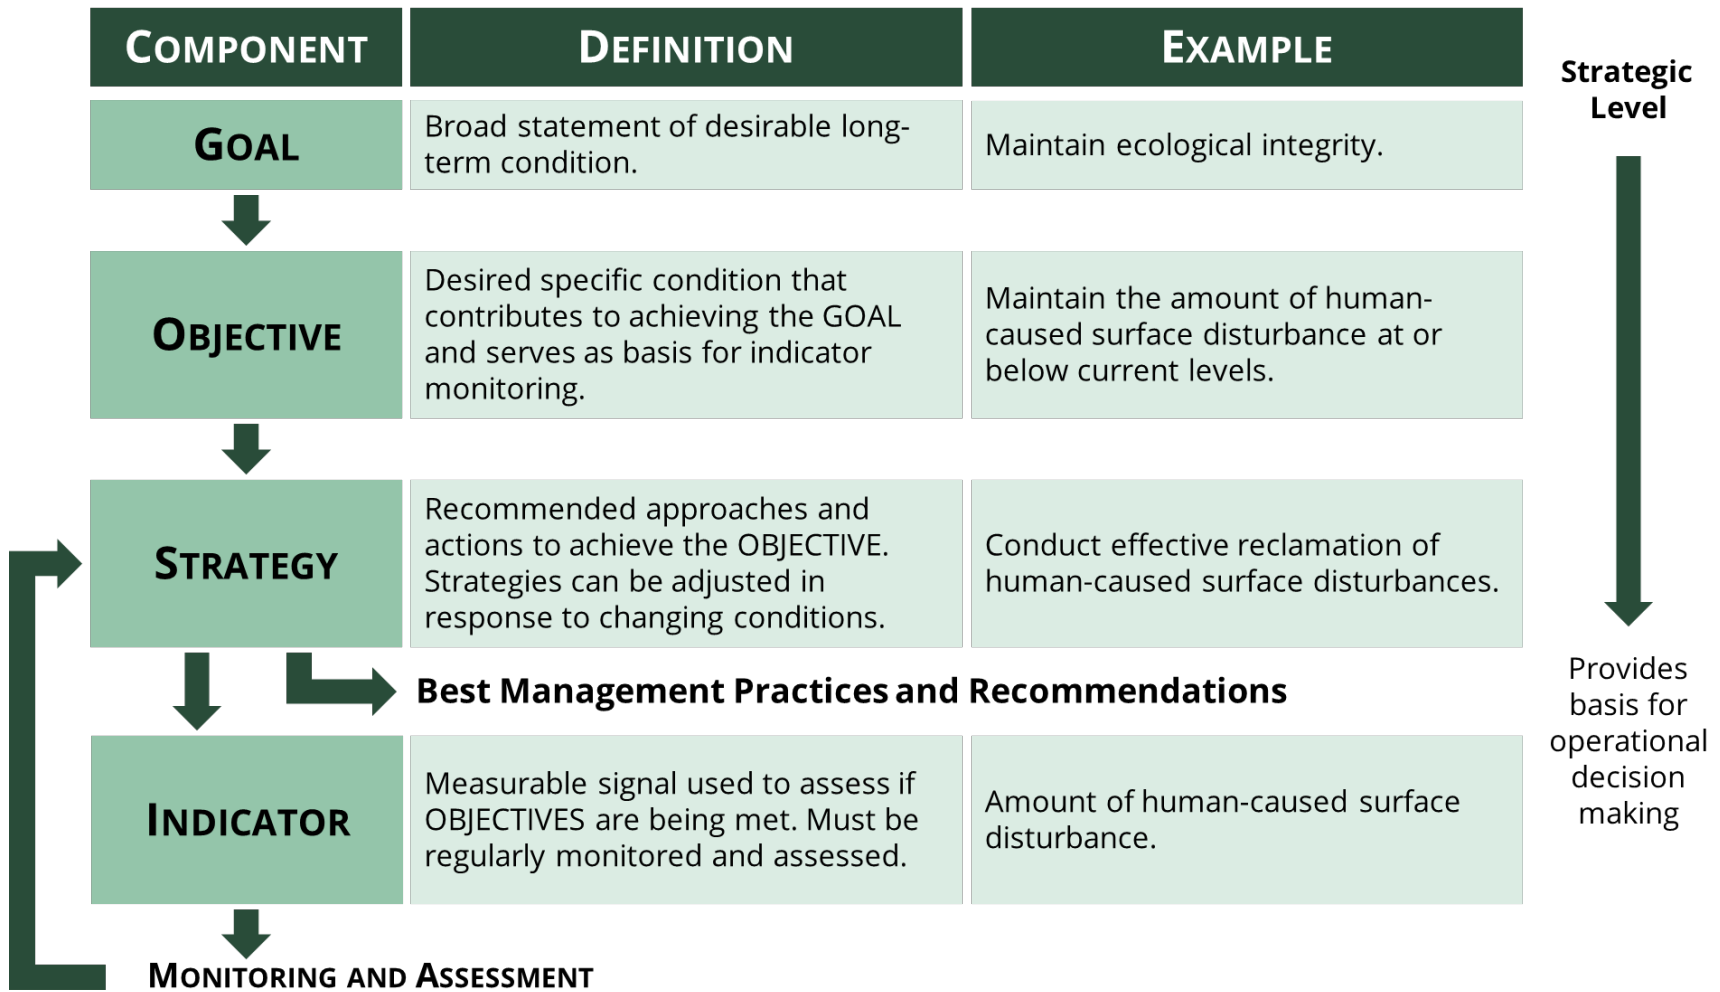 COMPONENT
DEFINITION
EXAMPLE
Strategic
Level
GOAL
Broad statement of desirable long-
term condition.
Maintain ecological integrity.
OBJECTIVE
Desired specific condition that
contributes to achieving the GOAL
and serves as basis for indicator
monitoring.
Maintain the amount of human-
caused surface disturbance at or
below current levels.
STRATEGY
Recommended approaches and
actions to achieve the OBJECTIVE.
Strategies can be adjusted in
response to changing conditions.
Conduct effective reclamation of
human-caused surface disturbances.
Best Management Practices and Recommendations
Provides
basis for
operational
decision
making
INDICATOR
Measurable signal used to assess if
OBJECTIVES are being met. Must be
regularly monitored and assessed.
Amount of human-caused surface
disturbance.
MONITORING AND ASSESSMENT